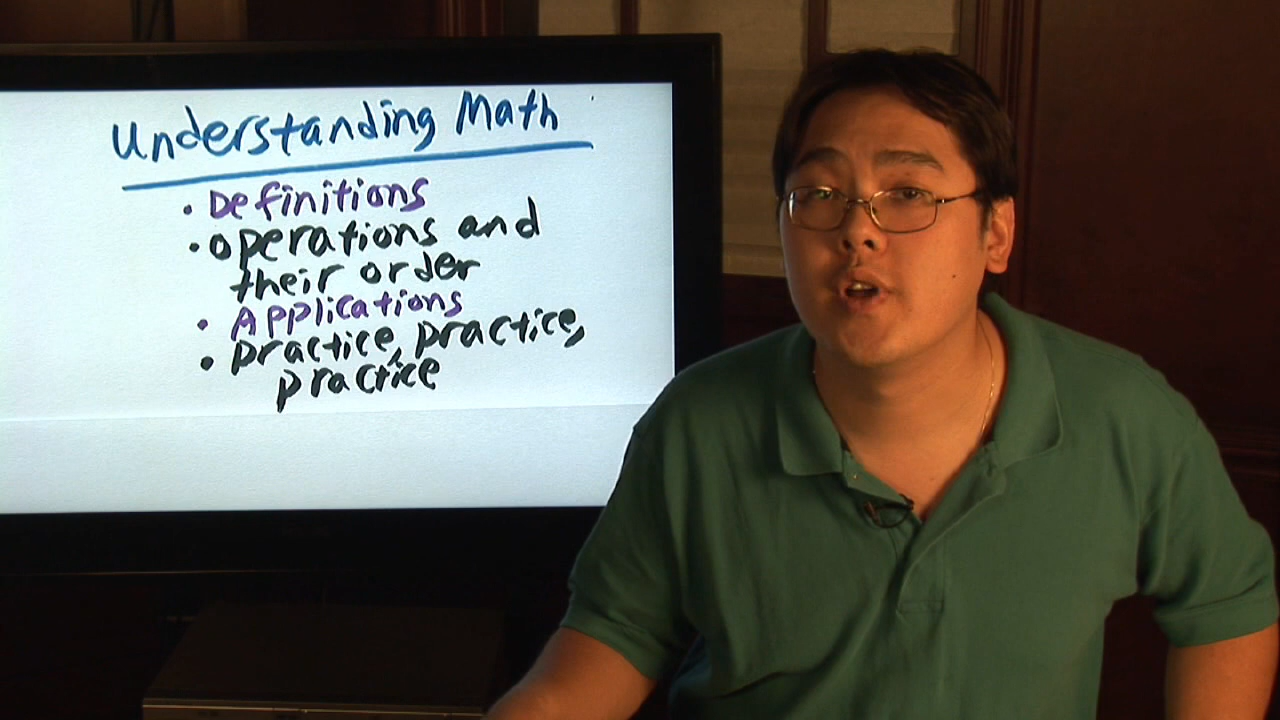 Understanding Math
• Definitions
• operations and
their order
• Applications
• practice, practice,
practice